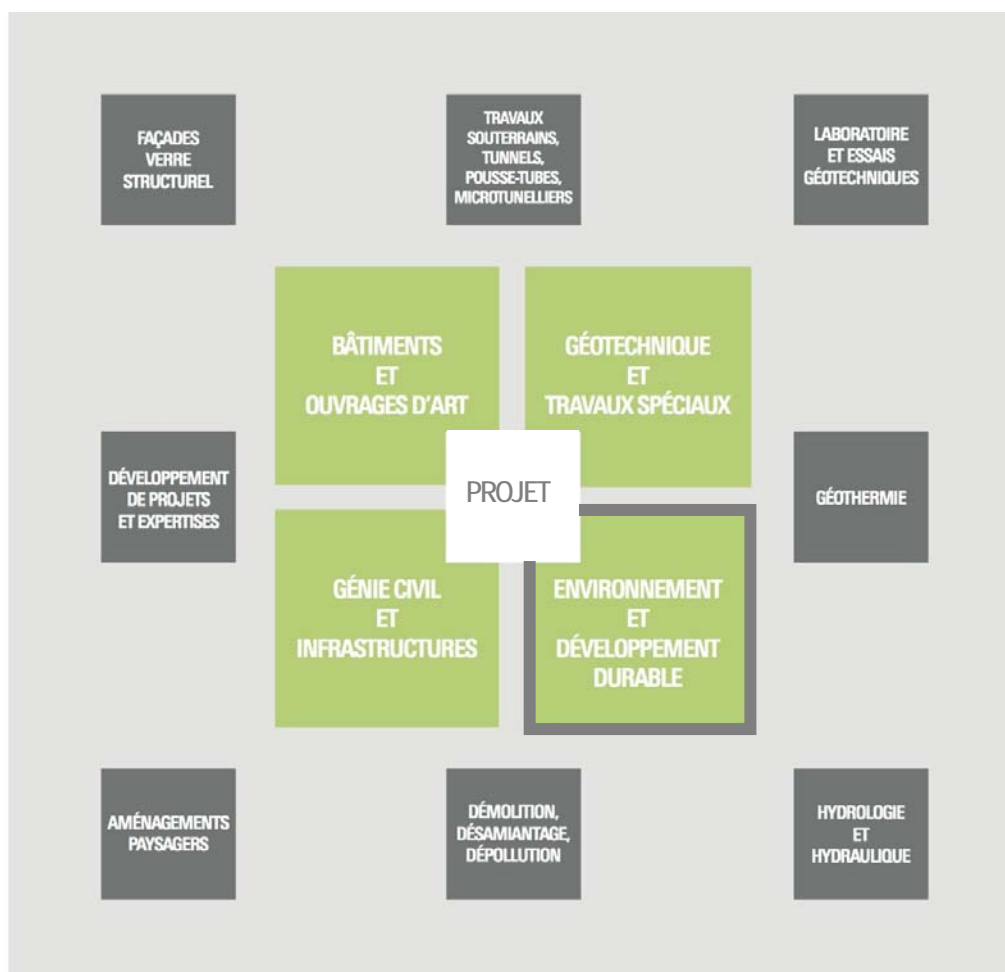 FAÇADES
VERRE
STRUCTUREL
TRAVAUX
SOUTERRAINS,
TUNNELS,
POUSSE-TUBES,
MICROTUNELLIERS
LABORATOIRE
ET ESSAIS
GÉOTECHNIQUES
BÂTIMENTS
ET
OUVRAGES D'ART
GÉOTECHNIQUE
ET
TRAVAUX SPÉCIAUX
DÉVELOPPEMENT
DE PROJETS
ET EXPERTISES
PROJET
GÉOTHERMIE
GÉNIE CIVIL
ET
INFRASTRUCTURES
ENVIRONNEMENT
ET
DÉVELOPPEMENT
DURABLE
AMÉNAGEMENTS
PAYSAGERS
DÉMOLITION,
DÉSAMIANTAGE,
DÉPOLLUTION
HYDROLOGIE
ET
HYDRAULIQUE